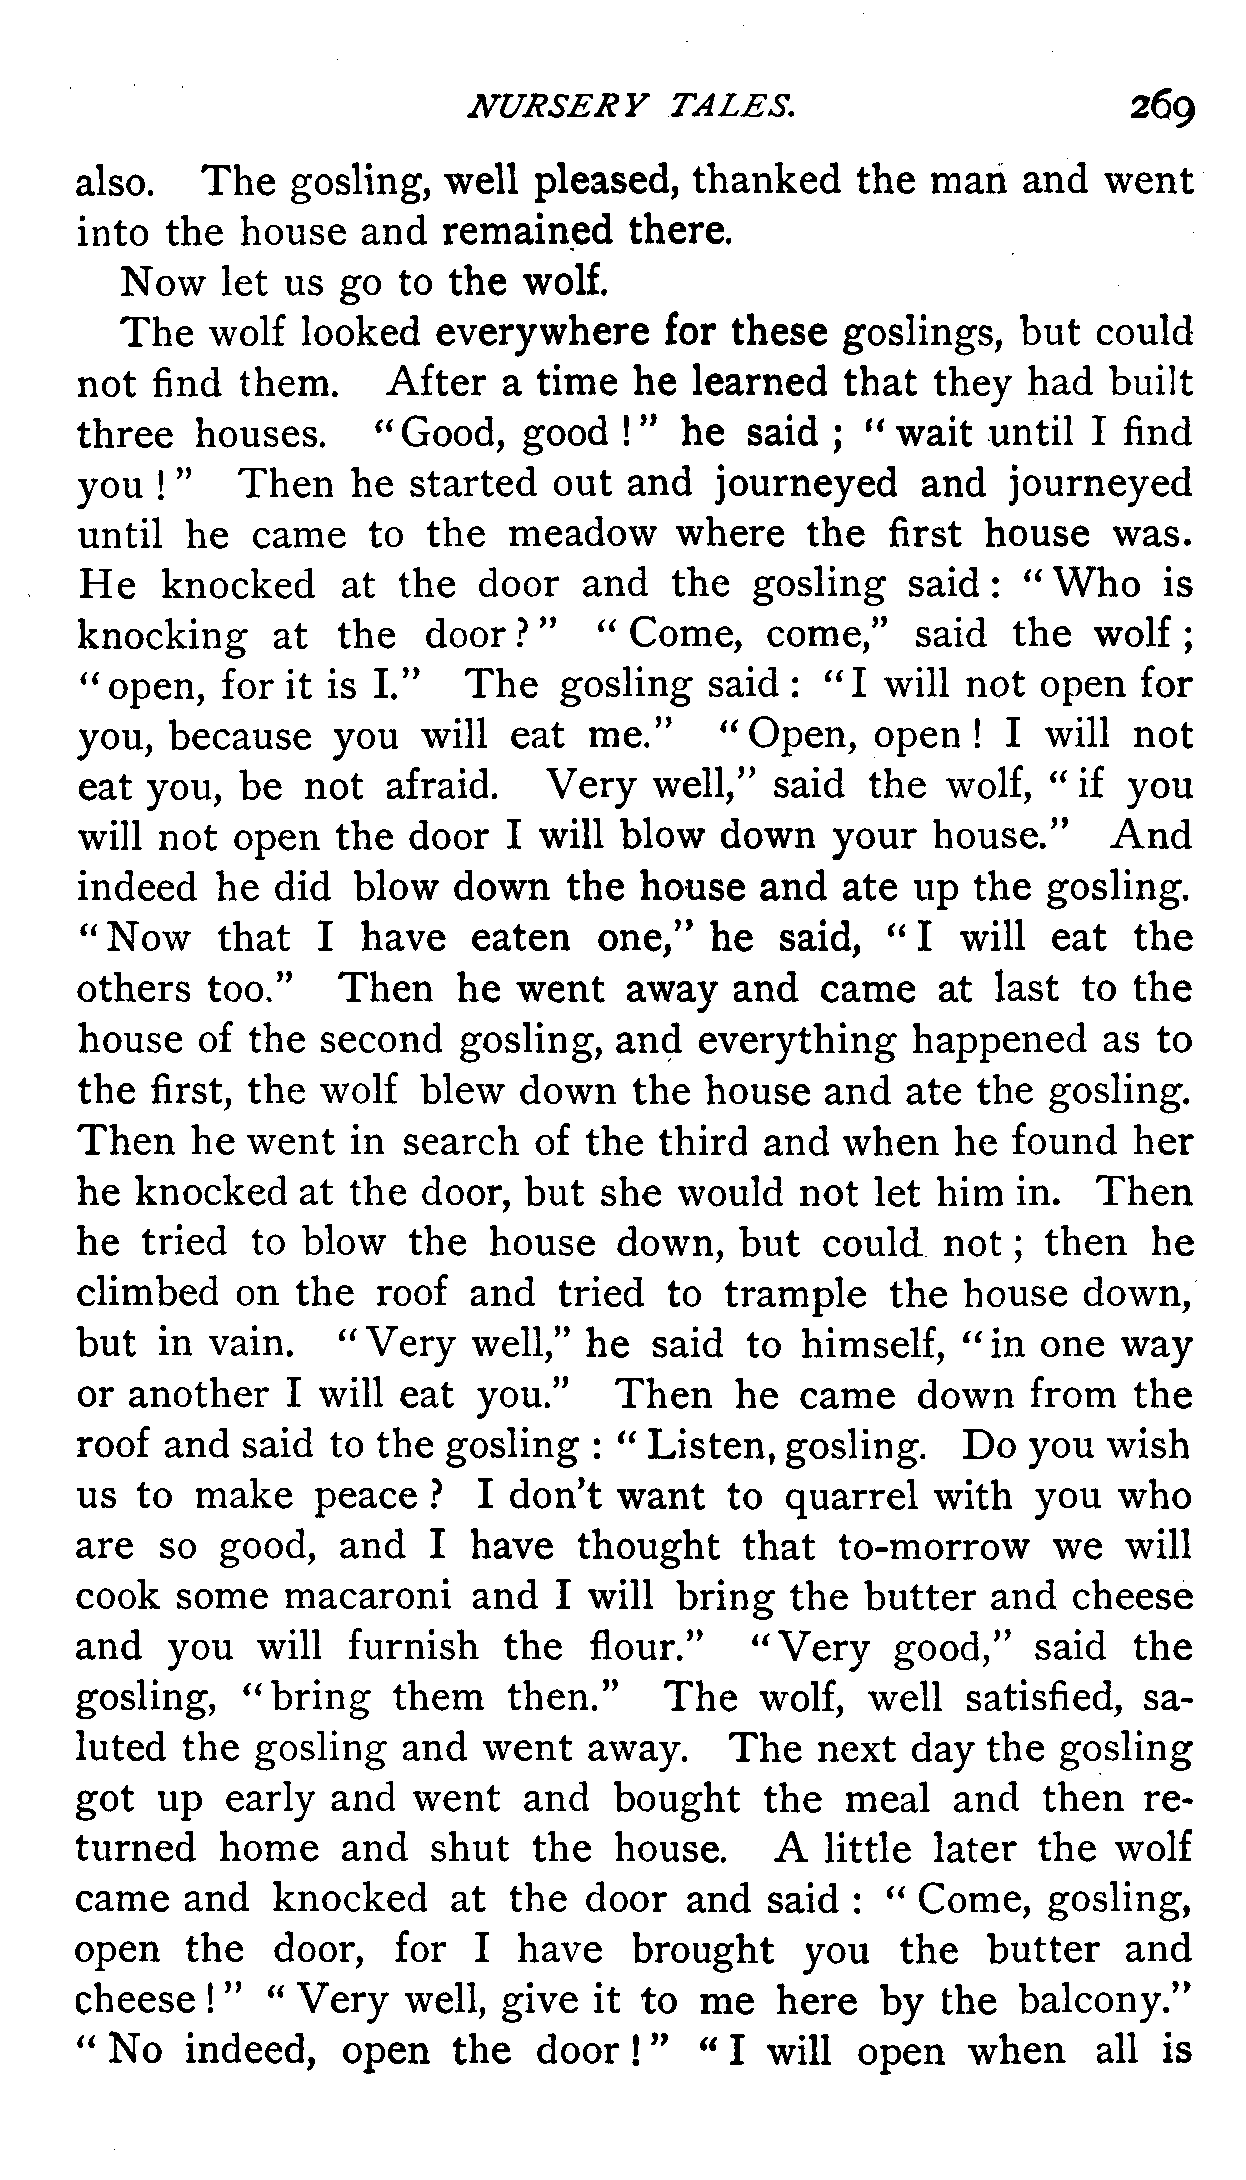 NURSERY TALES. 269
also. The gosling, well pleased, thanked the man and went
into the house and remained there.
Now let us go to the wolf.
The wolf looked everywhere for these goslings, but could
not find them. After a time he learned that they had built
three houses. "Good, good!" he said; "wait until I find
you!" Then he started out and journeyed and journeyed
until he came to the meadow where the first house was.
He knocked at the door and the gosling said: "Who is
knocking at the door?" "Come, come," said the wolf;
"open, for it is I." The gosling said: "I will not open for
you, because you will eat me." "Open, open! I will not
eat you, be not afraid. Very well," said the wolf, "if you
will not open the door I will blow down your house." And
indeed he did blow down the house and ate up the gosling.
"Now that I have eaten one," he said, "I will eat the
others too." Then he went away and came at last to the
house of the second gosling, and everything happened as to
the first, the wolf blew down the house and ate the gosling.
Then he went in search of the third and when he found her
he knocked at the door, but she would not let him in. Then
he tried to blow the house down, but could not; then he
climbed on the roof and tried to trample the house down,
but in vain. "Very well," he said to himself, "in one way
or another I will eat you." Then he came down from the
roof and said to the gosling: "Listen, gosling. Do you wish
us to make peace? I don't want to quarrel with you who
are so good, and I have thought that to-morrow we will
cook some macaroni and I will bring the butter and cheese
and you will furnish the flour." "Very good," said the
gosling, "bring them then." The wolf, well satisfied, sa-
luted the gosling and went away. The next day the gosling
got up early and went and bought the meal and then re-
turned home and shut the house. A little later the wolf
came and knocked at the door and said: "Come, gosling,
open the door, for I have brought you the butter and
cheese!" "Very well, give it to me here by the balcony."
"No indeed, open the door!" "I will open when all is